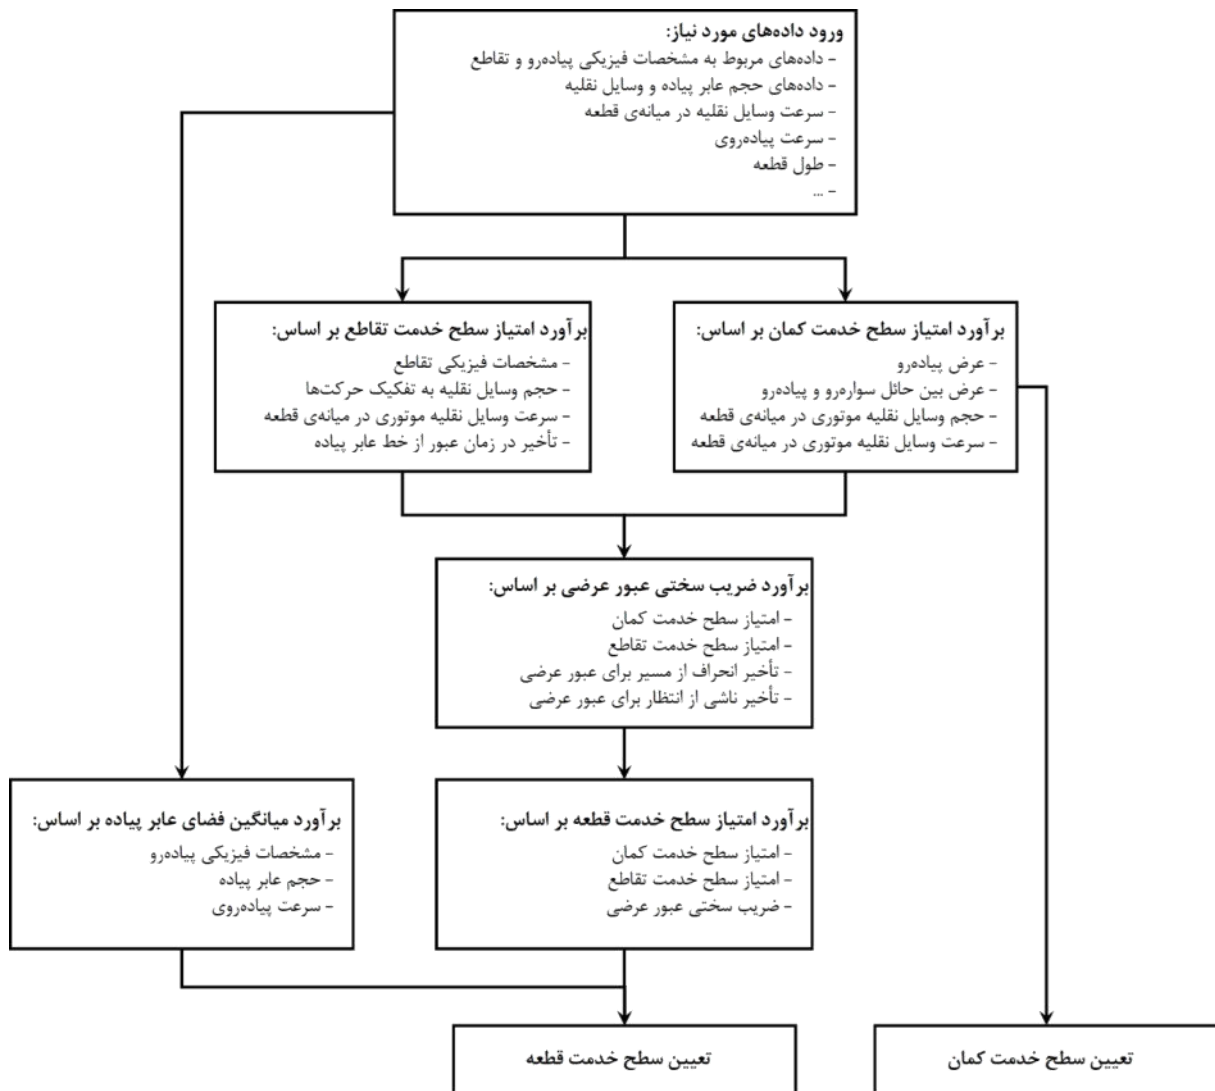 ورود داده‌های مورد نیاز:
- داده‌های مربوط به مشخصات فیزیکی پیاده‌رو و تقاطع
- داده‌های حجم عابر پیاده و وسایل نقلیه
- سرعت وسایل نقلیه در میانه‌ی قطعه
- سرعت پیاده‌روی
- طول قطعه
- ...
برآورد امتیاز سطح خدمت کمان بر اساس:
- عرض پیاده‌رو
- عرض بین حائل سواره‌رو و پیاده‌رو
- حجم وسایل نقلیه موتوری در میانه‌ی قطعه
- سرعت وسایل نقلیه موتوری در میانه‌ی قطعه
برآورد امتیاز سطح خدمت تقاطع بر اساس:
- مشخصات فیزیکی تقاطع
- حجم وسایل نقلیه به تفکیک حرکت‌ها
- سرعت وسایل نقلیه موتوری در میانه‌ی قطعه
- تأخیر در زمان عبور از خط عابر پیاده
برآورد ضریب سختی عبور عرضی بر اساس:
- امتیاز سطح خدمت کمان
- امتیاز سطح خدمت تقاطع
- تأخیر انحراف از مسیر برای عبور عرضی
- تأخیر ناشی از انتظار برای عبور عرضی
برآورد امتیاز سطح خدمت قطعه بر اساس:
- امتیاز سطح خدمت کمان
- امتیاز سطح خدمت تقاطع
- ضریب سختی عبور عرضی
برآورد میانگین فضای عابر پیاده بر اساس:
- مشخصات فیزیکی پیاده‌رو
- حجم عابر پیاده
- سرعت پیاده‌روی
تعیین سطح خدمت کمان
تعیین سطح خدمت قطعه